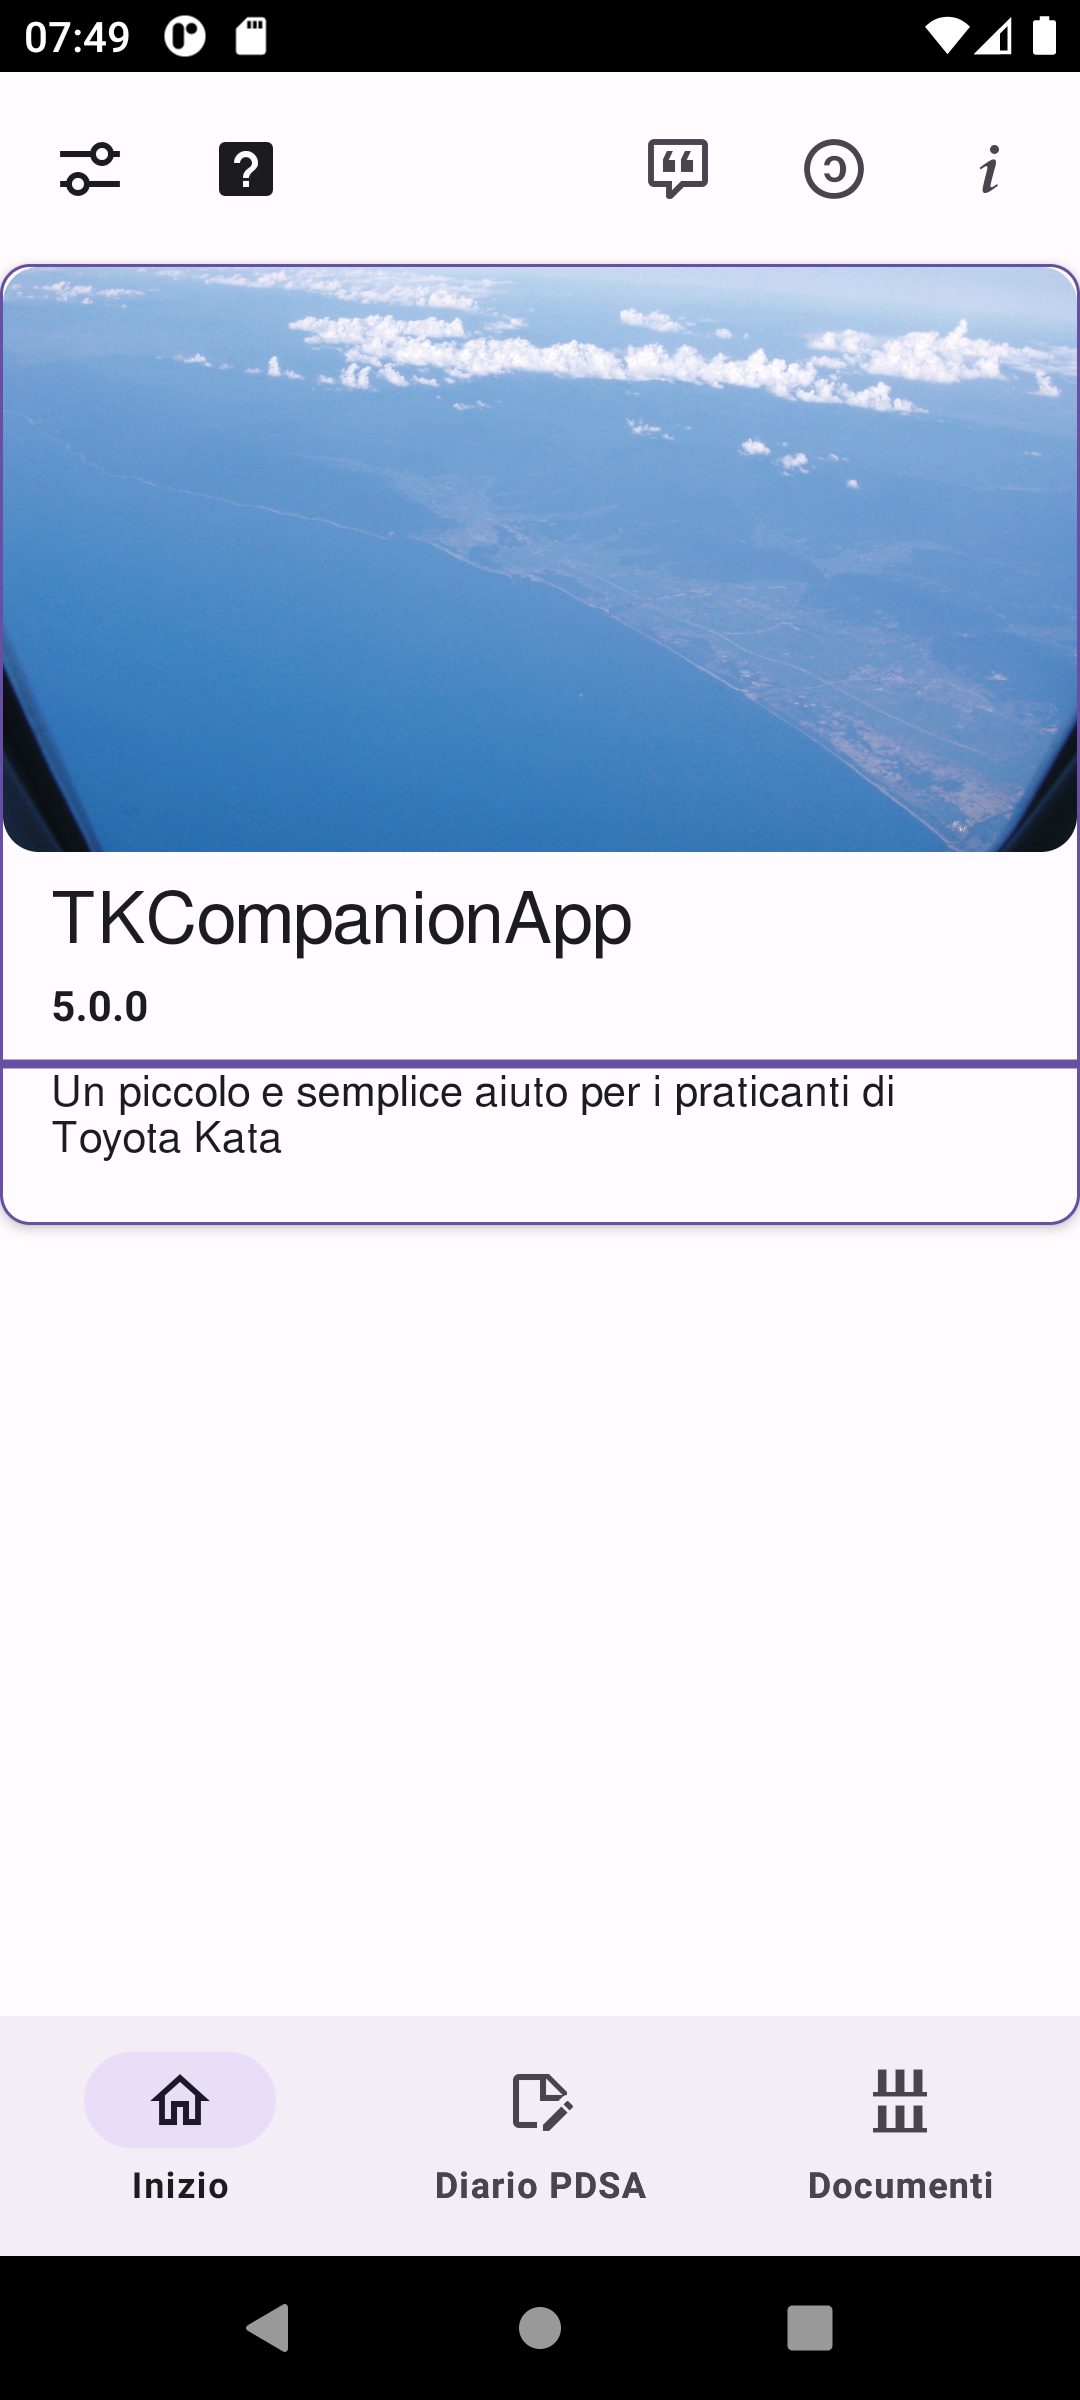 07:49
TKCompanionApp
5.0.0
Un piccolo e semplice aiuto per i praticanti di
Toyota Kata
Inizio
Diario PDSA
Documenti